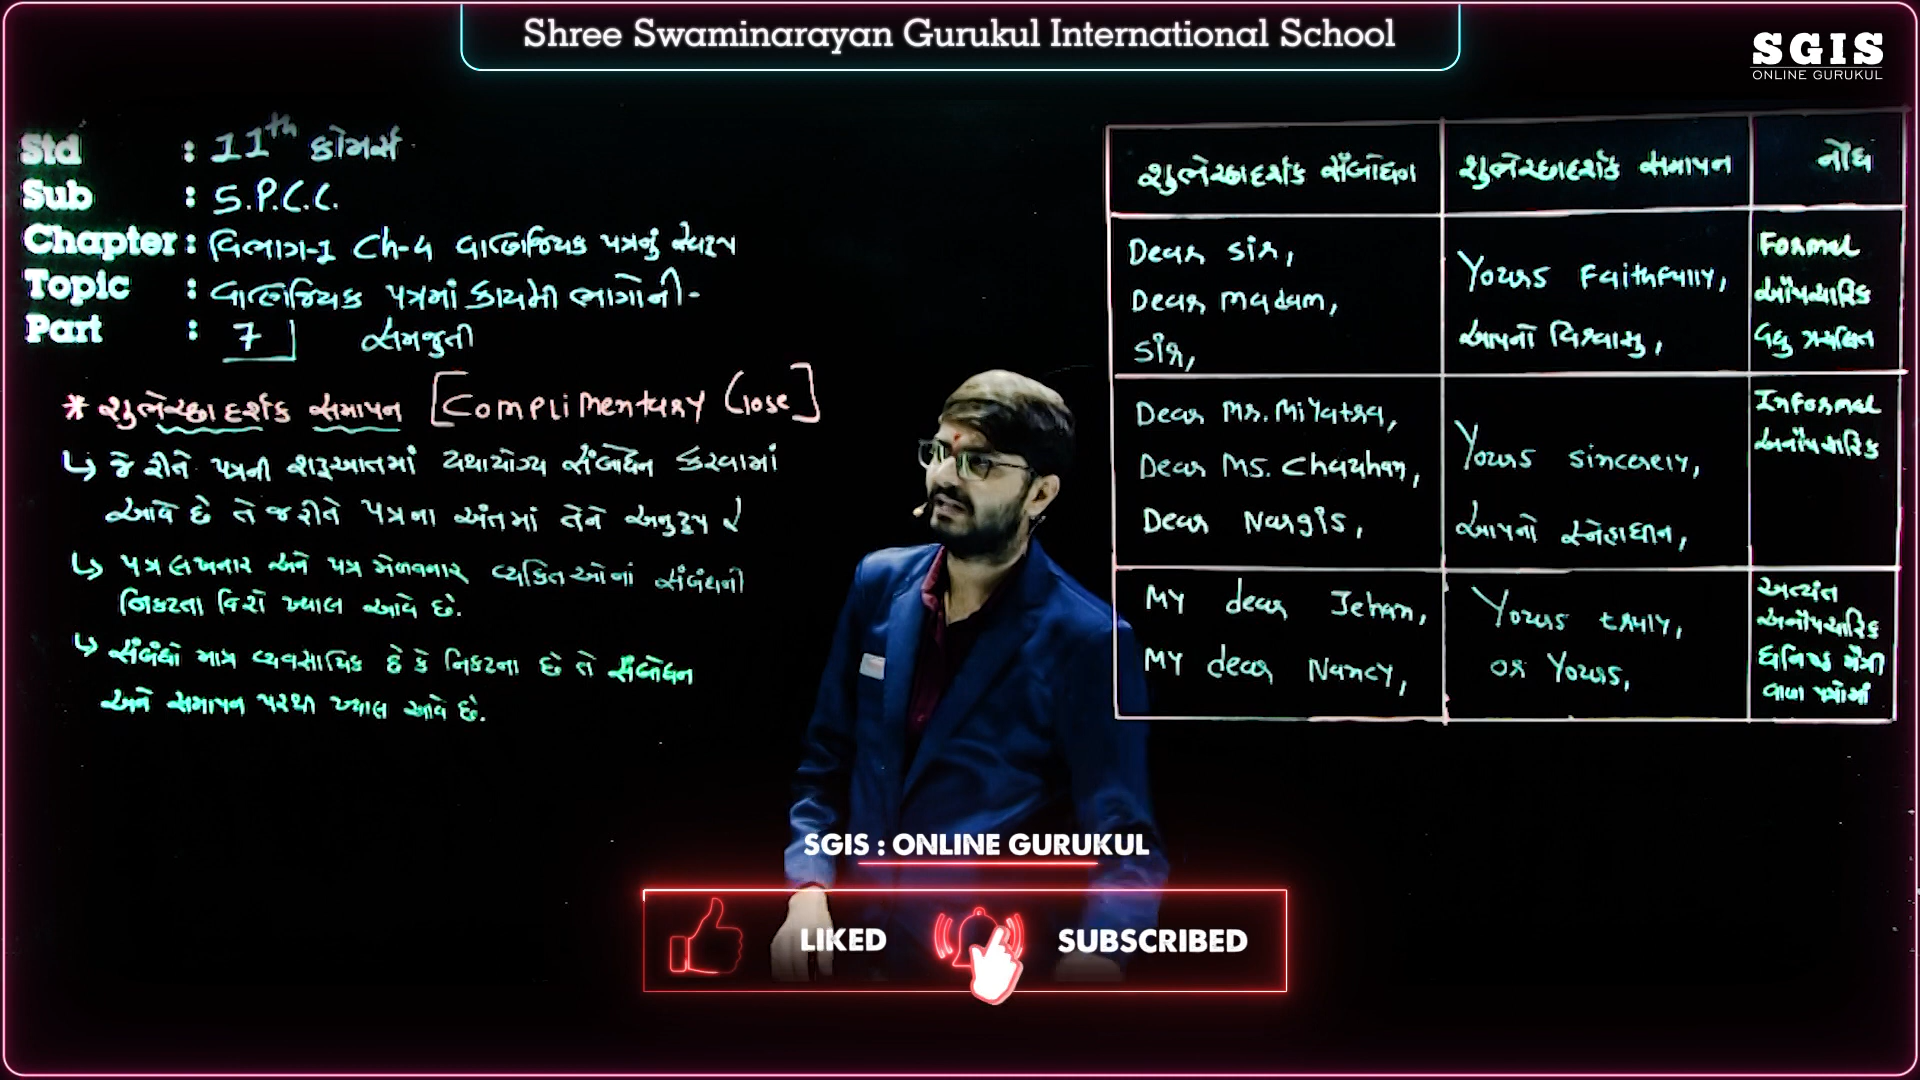 Shree Swaminarayan Gurukul International School
SGIS
ONLINE GURUKUL
Std : 11th કોમર્સ
Sub : S.P.C.C.
Chapter : વિભાગ-1 Ch-4 વાણિજ્યિક પત્રનું સ્વરૂપ
Topic : વાણિજ્યિક પત્રમાં કાયમી ભાગોની-
Part : 7 સમજુતી
* શુભેચ્છા દર્શક સમાપન [Complimentary Close]
↳ જે રીતે પત્રની શરૂઆતમાં યથાયોગ્ય સંબોધન કરવામાં
આવે છે તે જ રીતે પત્રના અંતમાં તેને અનુરૂપ
↳ પત્ર લખનાર અને પત્ર મેળવનાર વ્યક્તિઓનાં સંબંધની
નિકટતા વિશે ખ્યાલ આવે છે.
↳ સંબંધો માત્ર વ્યવસાયિક છે કે નિકટના છે તે સંબોધન
અને સમાપન પરથી ખ્યાલ આવે છે.
શુભેચ્છાદર્શક સંબોધન શુભેચ્છાદર્શક સમાપન નોંધ
Dear Sir,
Dear Madam,
Sir,
Yours Faithfully,
આપનો વિશ્વાસુ,
Formal
ઔપચારિક
વધુ પ્રચલિત
Dear Mr. Miyatra,
Dear Ms. Chauhan,
Dear Nargis,
Yours sincerely,
આપનો સ્નેહાધીન,
Informal
અનૌપચારિક
My dear Jehan,
My dear Nancy,
Yours truly,
or Yours,
અત્યંત
અનૌપચારિક
ઘનિષ્ઠ મૈત્રી
વાળા પત્રોમાં
SGIS : ONLINE GURUKUL
LIKED SUBSCRIBED